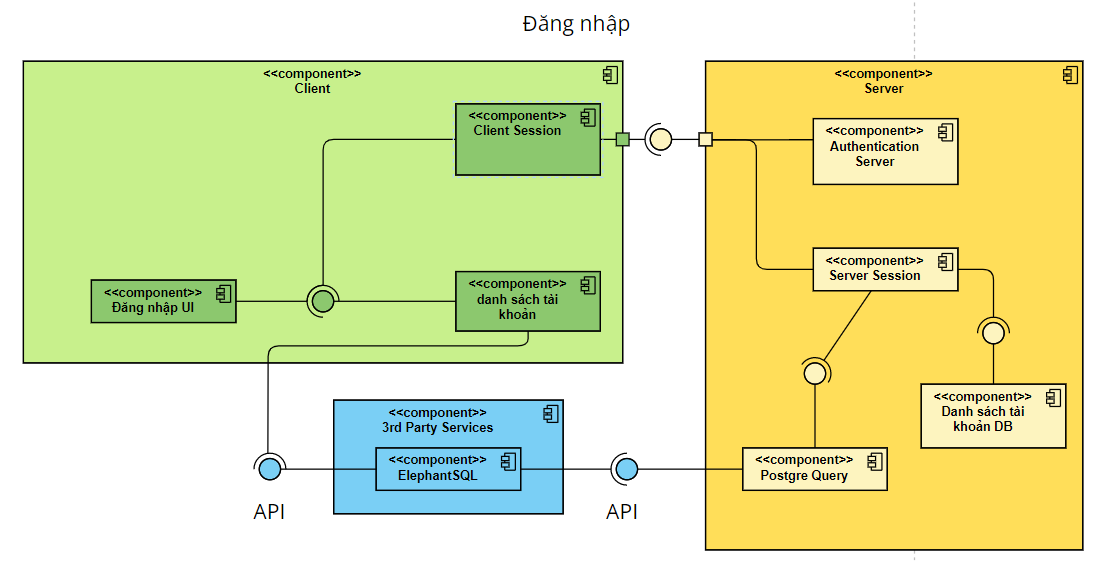 Đăng nhập
<<component>>
Client
<<component>>
Client Session
<<component>>
Đăng nhập UI
<<component>>
danh sách tài
khoản
<<component>>
Server
<<component>>
Authentication
Server
<<component>>
Server Session
<<component>>
Danh sách tài
khoản DB
<<component>>
3rd Party Services
<<component>>
ElephantSQL
<<component>>
Postgre Query
API
API